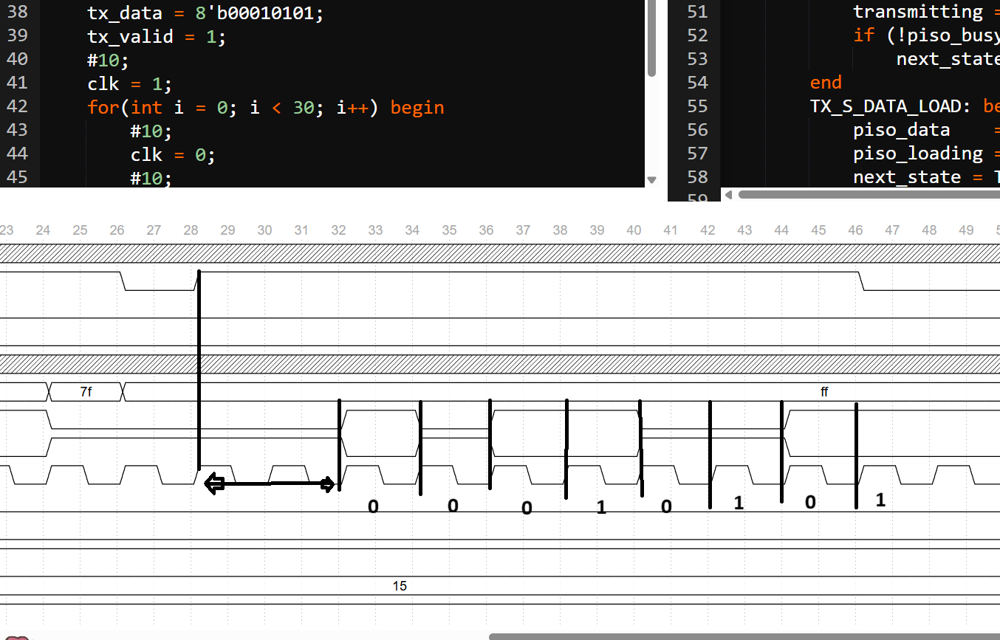 38 tx_data = 8'b00010101;
39 tx_valid = 1;
40 #10;
41 clk = 1;
42 for(int i = 0; i < 30; i++) begin
43 #10;
44 clk = 0;
45 #10;
51 transmitting =
52 if (!piso_busy
53 next_state
54 end
55 TX_S_DATA_LOAD: be
56 piso_data =
57 piso_loading =
58 next_state = T
59
23 24 25 26 27 28 29 30 31 32 33 34 35 36 37 38 39 40 41 42 43 44 45 46 47 48 49 5
7f ff
0 0 0 1 0 1 0 1
15